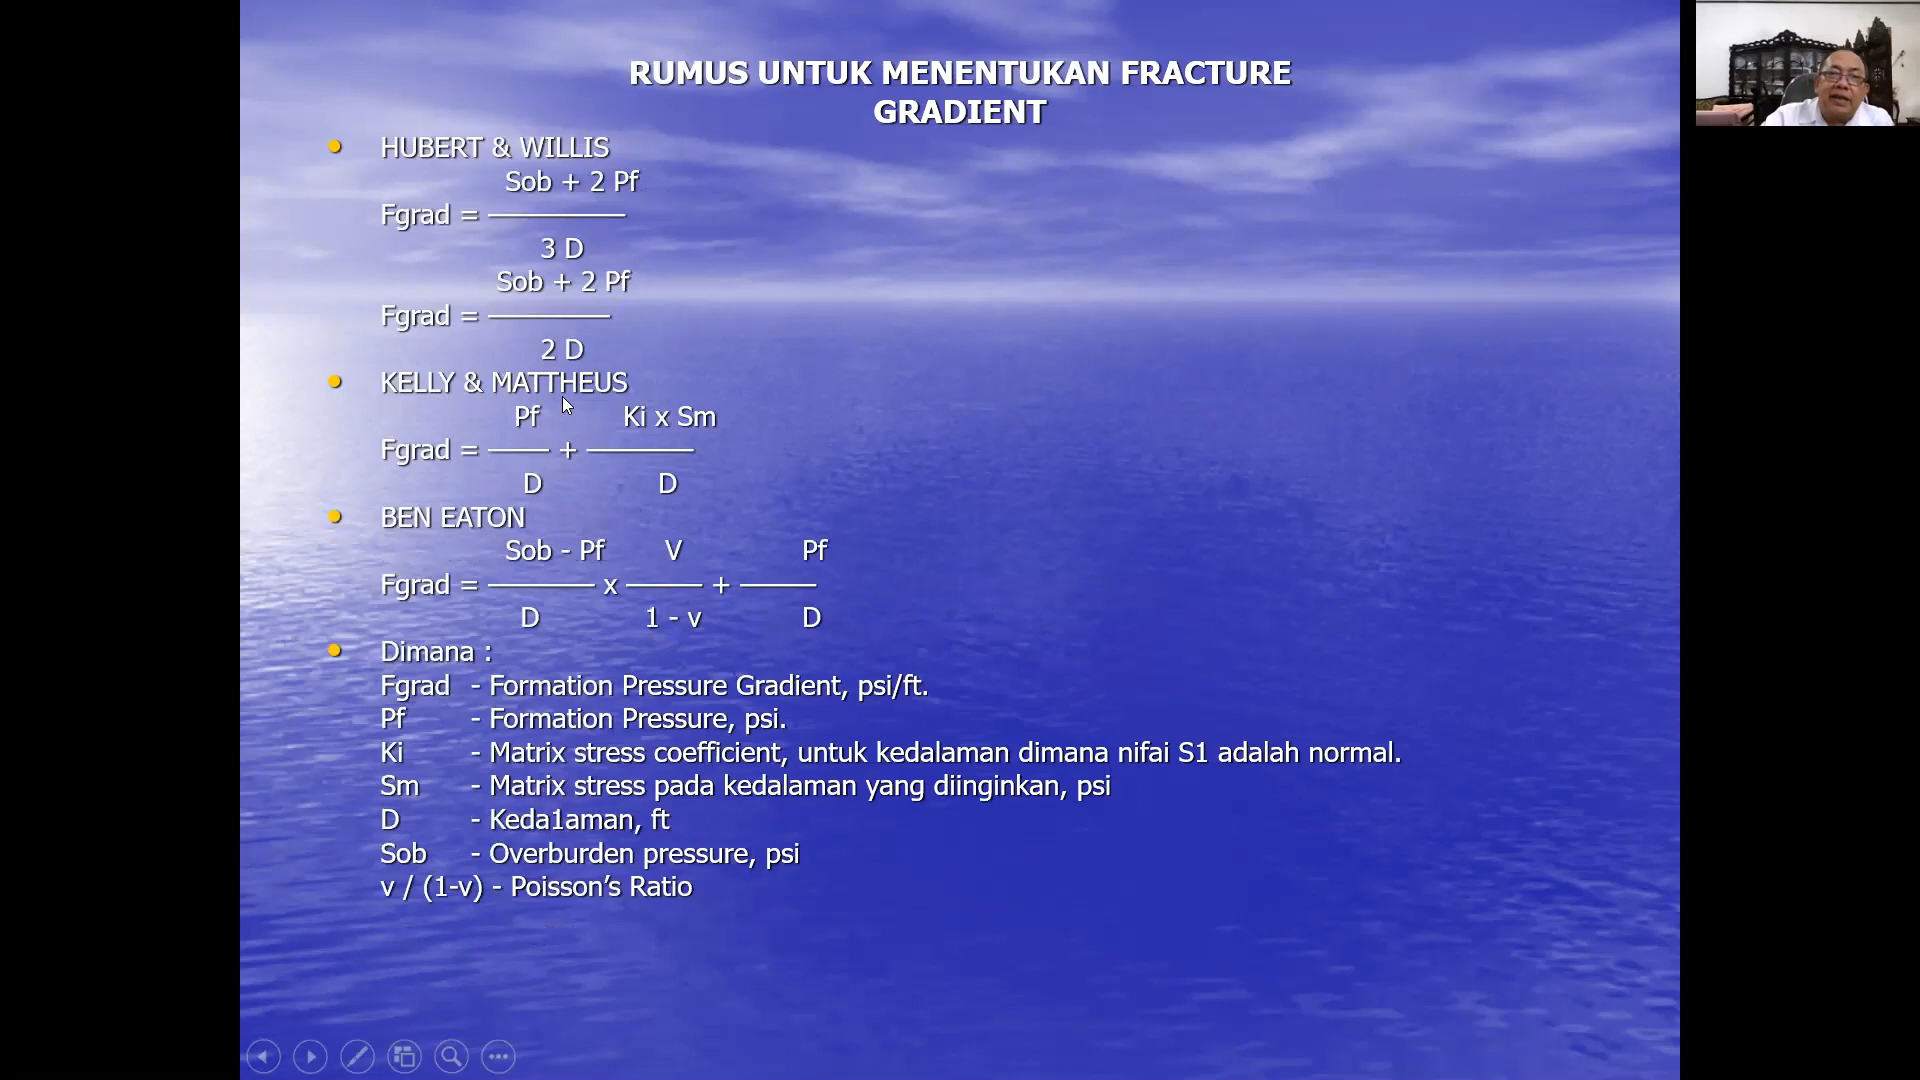 RUMUS UNTUK MENENTUKAN FRACTURE
GRADIENT
HUBERT & WILLIS
Sob + 2 Pf
Fgrad =
3 D
Sob + 2 Pf
Fgrad =
2 D
KELLY & MATTHEUS
Pf Ki x Sm
Fgrad = +
D D
BEN EATON
Sob - Pf V Pf
Fgrad = x +
D 1 - v D
Dimana :
Fgrad - Formation Pressure Gradient, psi/ft.
Pf - Formation Pressure, psi.
Ki - Matrix stress coefficient, untuk kedalaman dimana nifai S1 adalah normal.
Sm - Matrix stress pada kedalaman yang diinginkan, psi
D - Keda1aman, ft
Sob - Overburden pressure, psi
v / (1-v) - Poisson’s Ratio